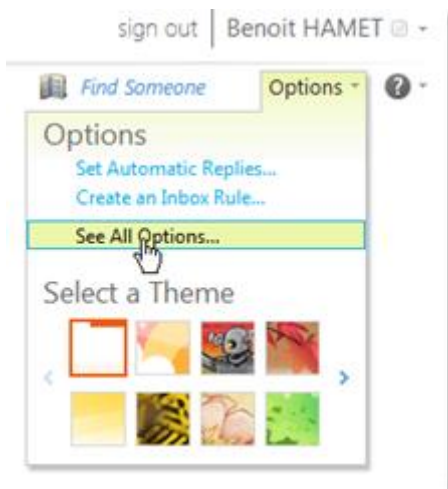 sign out | Benoit HAMET
Find Someone Options ?
Options
Set Automatic Replies...
Create an Inbox Rule...
See All Options...
Select a Theme